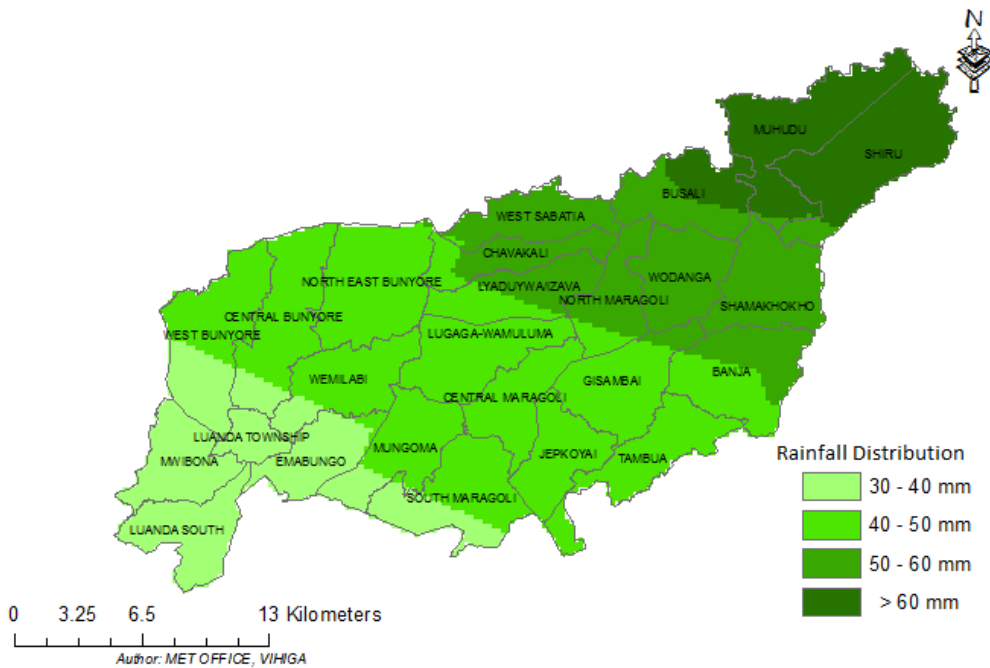 N
MUHUDU
SHIRU
BUSALI
WEST SABATIA
CHAVAKALI
WODANGA
NORTH EAST BUNYORE
LYADUYWA/IZAVA
NORTH MARAGOLI
SHAMAKHOKHO
CENTRAL BUNYORE
WEST BUNYORE
LUGAGA-WAMULUMA
WEMILABI
GISAMBAI
BANJA
CENTRAL MARAGOLI
LUANDA TOWNSHIP
MUNGOMA
MWIBONA
EMABUNGO
JEPKOYAI
TAMBUA
SOUTH MARAGOLI
LUANDA SOUTH
Rainfall Distribution
30 - 40 mm
40 - 50 mm
50 - 60 mm
> 60 mm
0 3.25 6.5 13 Kilometers
Author: MET OFFICE, VIHIGA